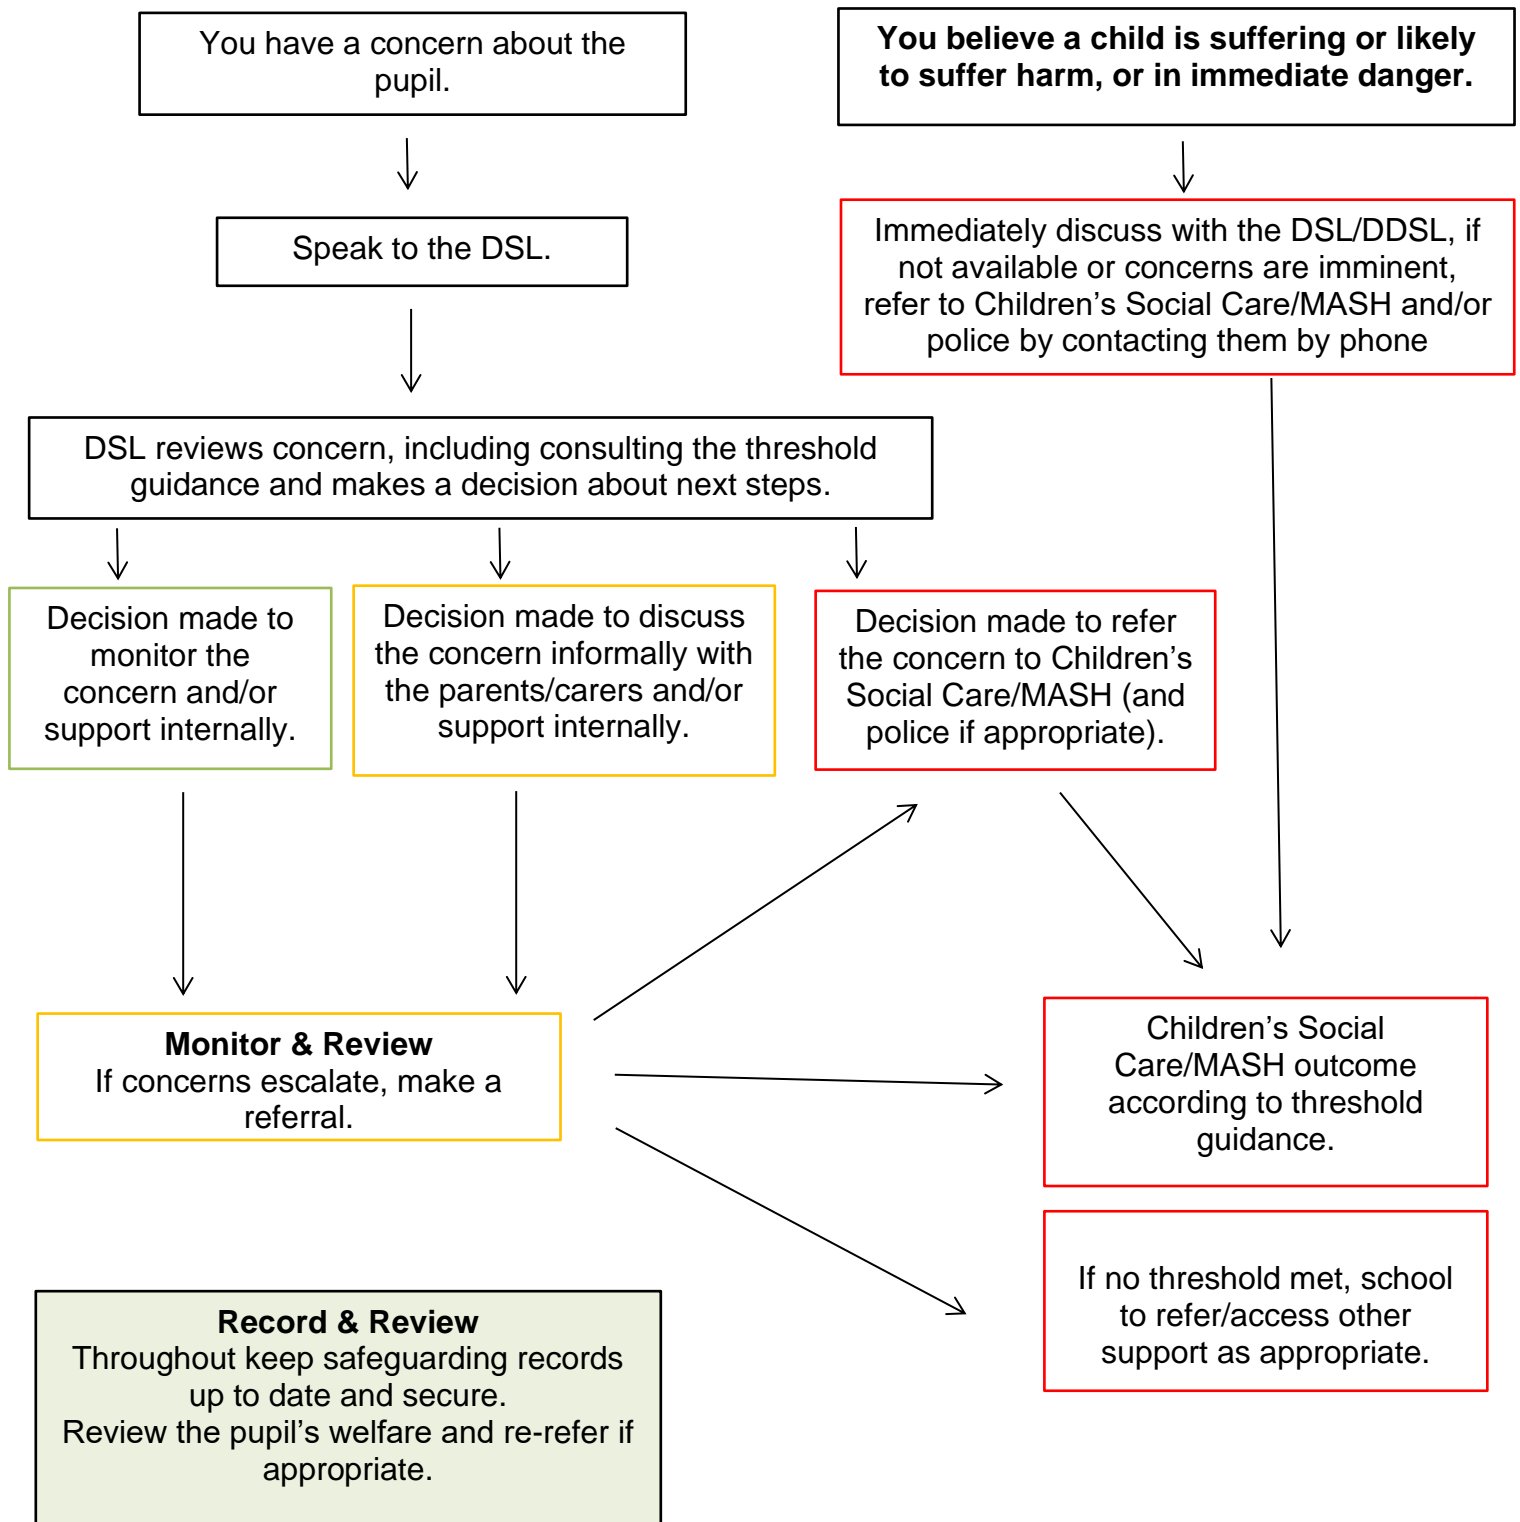 You have a concern about the
pupil.
You believe a child is suffering or likely
to suffer harm, or in immediate danger.
Speak to the DSL.
Immediately discuss with the DSL/DDSL, if
not available or concerns are imminent,
refer to Children’s Social Care/MASH and/or
police by contacting them by phone
DSL reviews concern, including consulting the threshold
guidance and makes a decision about next steps.
Decision made to
monitor the
concern and/or
support internally.
Decision made to discuss
the concern informally with
the parents/carers and/or
support internally.
Decision made to refer
the concern to Children’s
Social Care/MASH (and
police if appropriate).
Monitor & Review
If concerns escalate, make a
referral.
Children’s Social
Care/MASH outcome
according to threshold
guidance.
If no threshold met, school
to refer/access other
support as appropriate.
Record & Review
Throughout keep safeguarding records
up to date and secure.
Review the pupil’s welfare and re-refer if
appropriate.